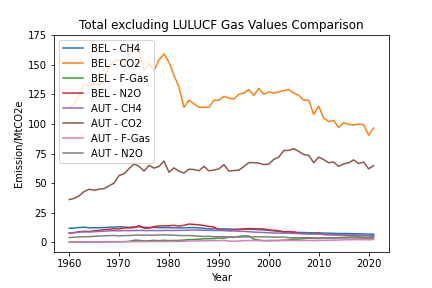 Total excluding LULUCF Gas Values Comparison
Emission/MtCO2e
175
150
125
100
75
50
25
0
BEL - CH4
BEL - CO2
BEL - F-Gas
BEL - N2O
AUT - CH4
AUT - CO2
AUT - F-Gas
AUT - N2O
1960 1970 1980 1990 2000 2010 2020
Year